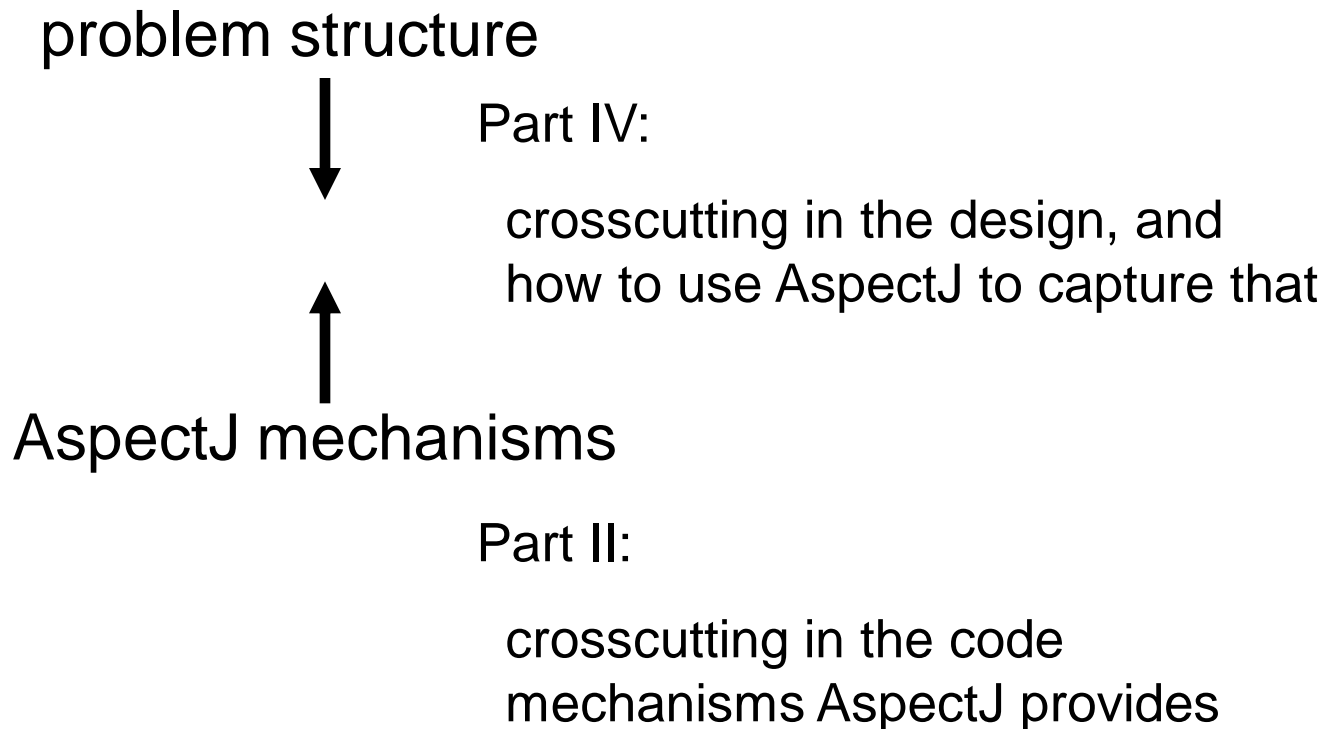 problem structure
Part IV:
crosscutting in the design, and
how to use AspectJ to capture that
AspectJ mechanisms
Part II:
crosscutting in the code
mechanisms AspectJ provides